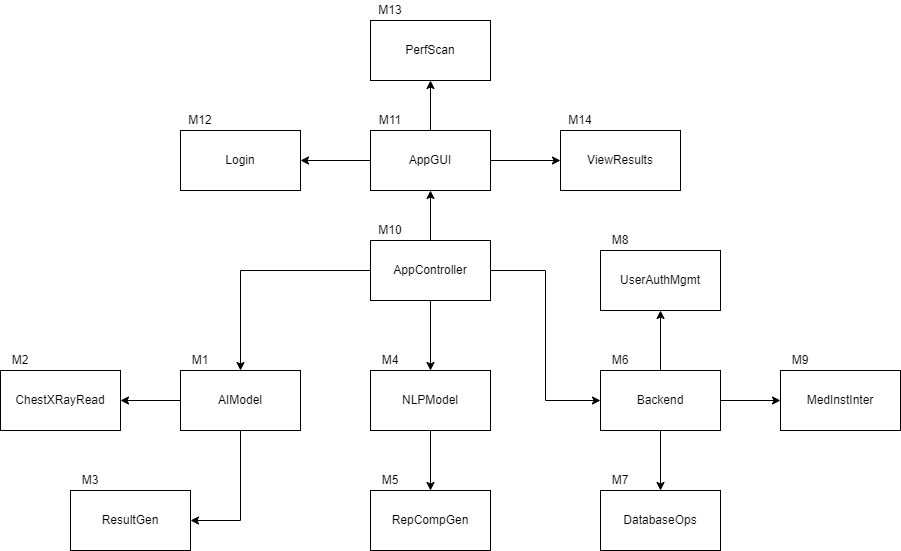 M13
PerfScan
M12
M11
M14
Login
AppGUI
ViewResults
M10
AppController
M8
UserAuthMgmt
M2
M1
M4
M6
M9
ChestXRayRead
AIModel
NLPModel
Backend
MedInstInter
M3
M5
M7
ResultGen
RepCompGen
DatabaseOps